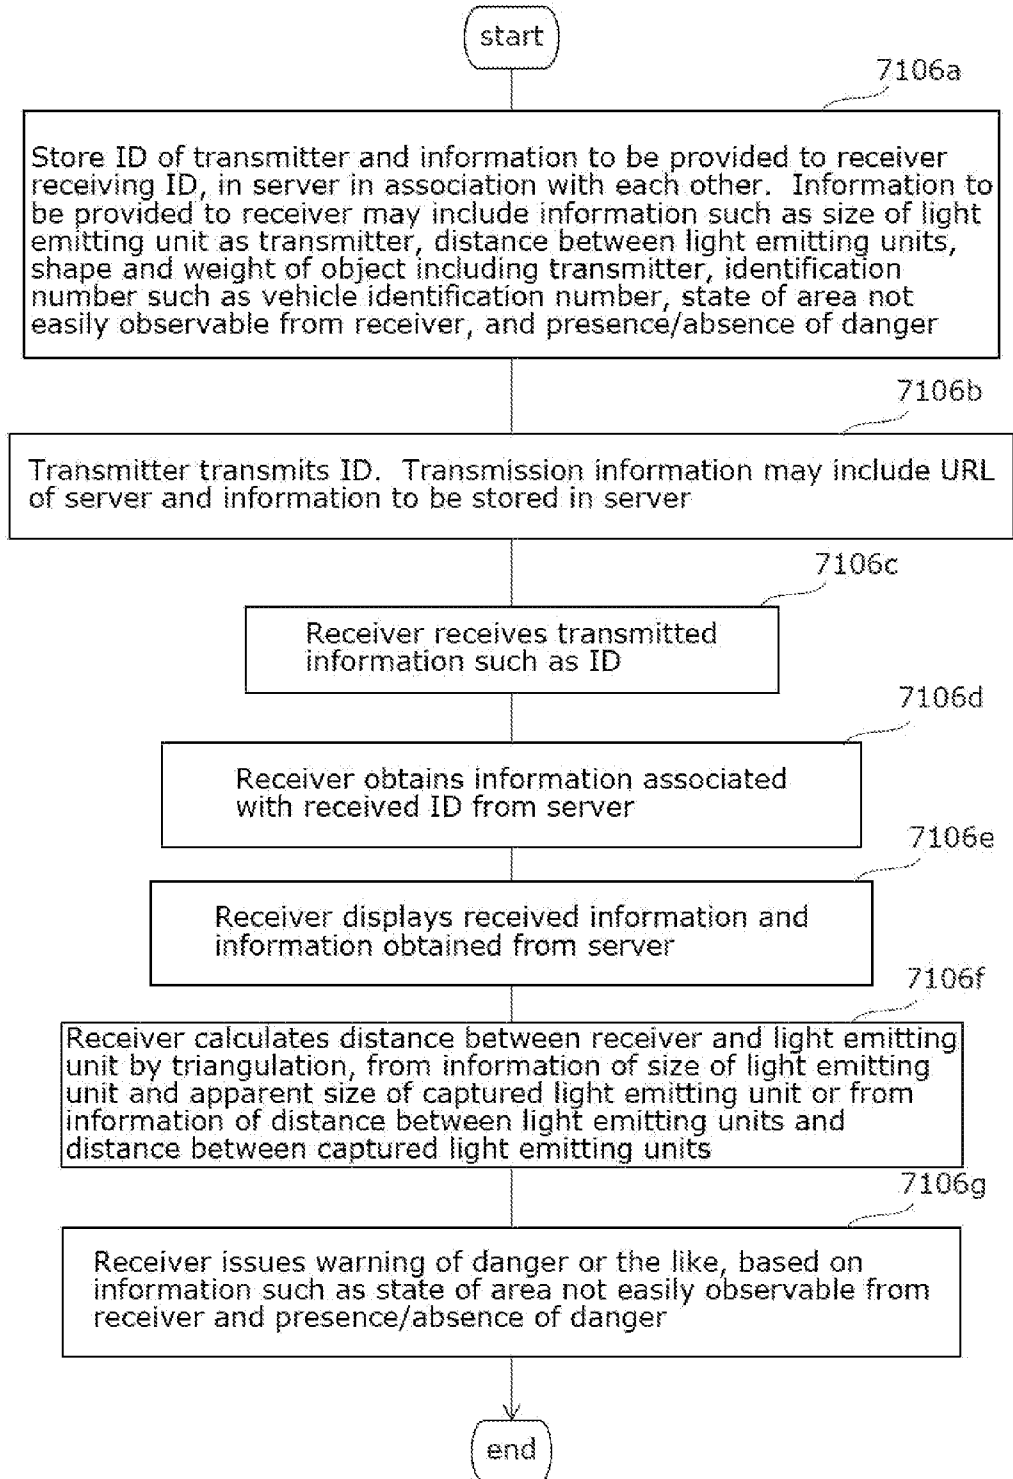 start
7106a
Store ID of transmitter and information to be provided to receiver
receiving ID, in server in association with each other.  Information to
be provided to receiver may include information such as size of light
emitting unit as transmitter, distance between light emitting units,
shape and weight of object including transmitter, identification
number such as vehicle identification number, state of area not
easily observable from receiver, and presence/absence of danger
7106b
Transmitter transmits ID.  Transmission information may include URL
of server and information to be stored in server
7106c
Receiver receives transmitted
information such as ID
7106d
Receiver obtains information associated
with received ID from server
7106e
Receiver displays received information and
information obtained from server
7106f
Receiver calculates distance between receiver and light emitting
unit by triangulation, from information of size of light emitting
unit and apparent size of captured light emitting unit or from
information of distance between light emitting units and
distance between captured light emitting units
7106g
Receiver issues warning of danger or the like, based on
information such as state of area not easily observable from
receiver and presence/absence of danger
end